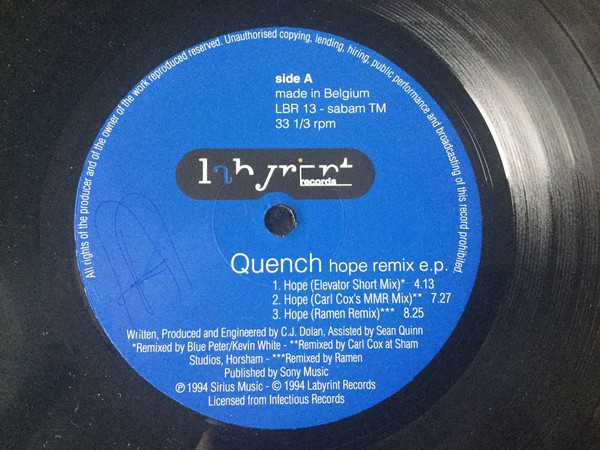 All rights of the producer and of the owner of the work reproduced reserved. Unauthorised copying, lending, hiring, public performance and broadcasting of this record prohibited
side A
made in Belgium
LBR 13 - sabam TM
33 1/3 rpm
labyrint
records
Quench hope remix e.p.
1. Hope (Elevator Short Mix)* 4.13
2. Hope (Carl Cox's MMR Mix)** 7.27
3. Hope (Ramen Remix)*** 8.25
Written, Produced and Engineered by C.J. Dolan, Assisted by Sean Quinn
*Remixed by Blue Peter/Kevin White - **Remixed by Carl Cox at Sham
Studios, Horsham - ***Remixed by Ramen
Published by Sony Music
℗ 1994 Sirius Music - © 1994 Labyrint Records
Licensed from Infectious Records